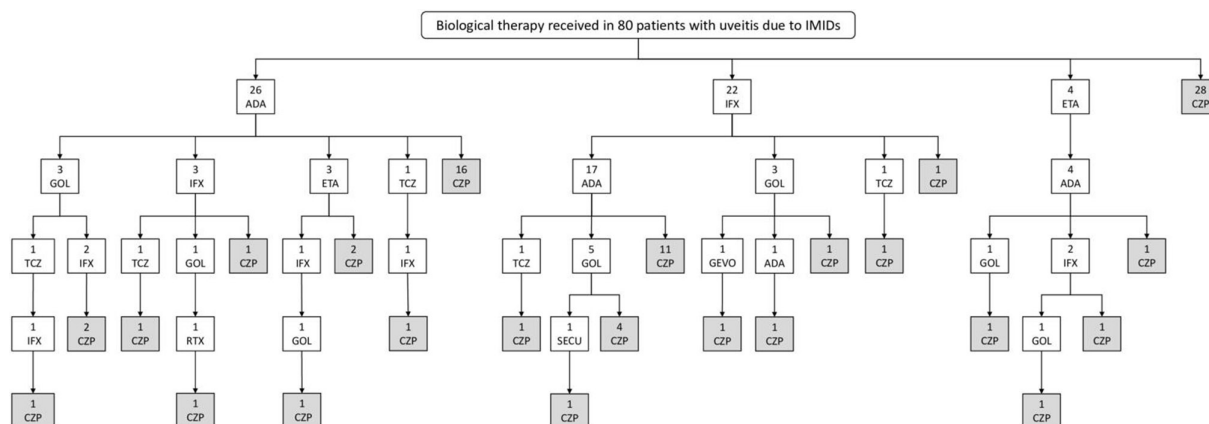 Biological therapy received in 80 patients with uveitis due to IMIDs
26
ADA
22
IFX
4
ETA
28
CZP
3
GOL
3
IFX
3
ETA
1
TCZ
16
CZP
17
ADA
3
GOL
1
TCZ
1
CZP
4
ADA
1
TCZ
2
IFX
1
TCZ
1
GOL
1
CZP
1
IFX
2
CZP
1
IFX
1
TCZ
5
GOL
11
CZP
1
GEVO
1
ADA
1
CZP
1
CZP
1
GOL
2
IFX
1
CZP
1
IFX
2
CZP
1
CZP
1
RTX
1
GOL
1
CZP
1
CZP
1
SECU
4
CZP
1
CZP
1
CZP
1
CZP
1
GOL
1
CZP
1
CZP
1
CZP
1
CZP
1
CZP
1
CZP